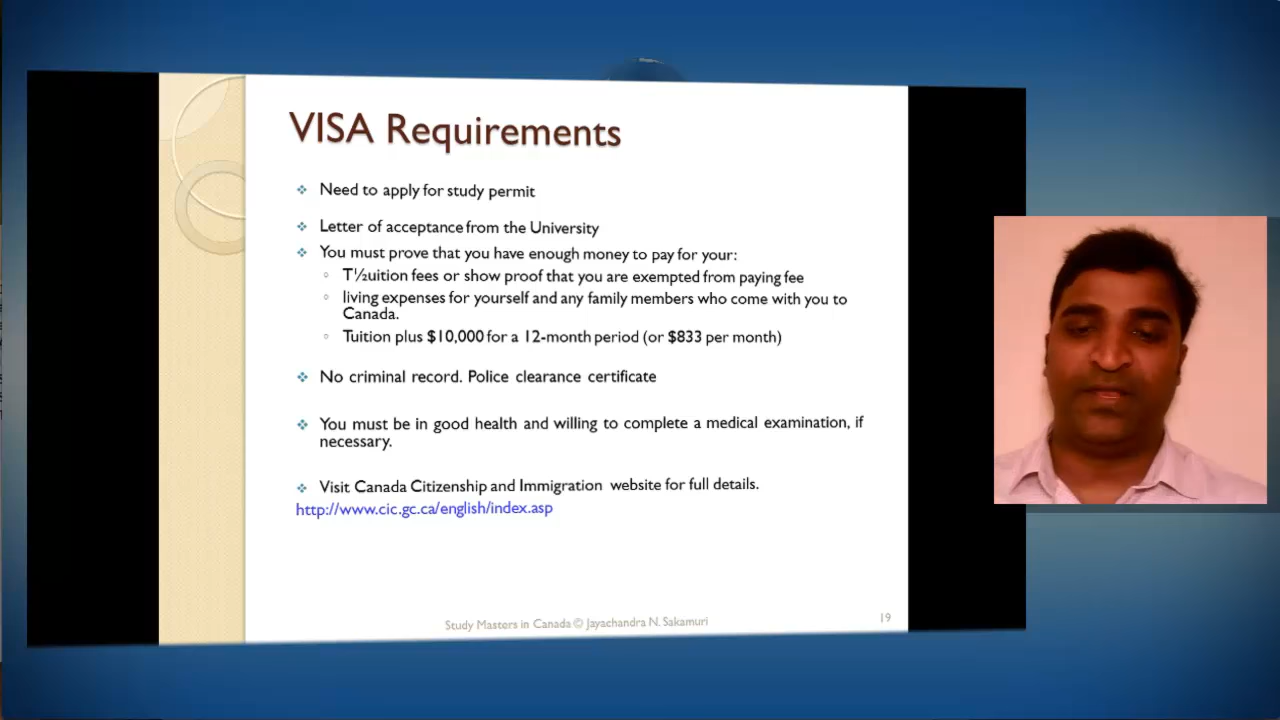 VISA Requirements
Need to apply for study permit
Letter of acceptance from the University
You must prove that you have enough money to pay for your:
T½uition fees or show proof that you are exempted from paying fee
living expenses for yourself and any family members who come with you to
Canada.
Tuition plus $10,000 for a 12-month period (or $833 per month)
No criminal record. Police clearance certificate
You must be in good health and willing to complete a medical examination, if
necessary.
Visit Canada Citizenship and Immigration website for full details.
http://www.cic.gc.ca/english/index.asp
Study Masters in Canada © Jayachandra N. Sakamuri
19